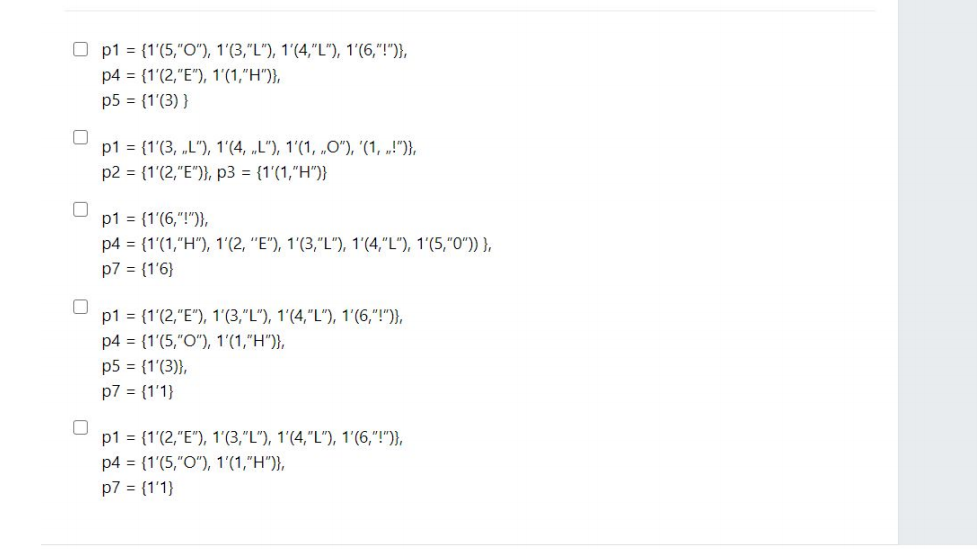 p1 = {1'(5,"O"), 1'(3,"L"), 1'(4,"L"), 1'(6,"!")},
p4 = {1'(2,"E"), 1'(1,"H")},
p5 = {1'(3) }
p1 = {1'(3, „L"), 1'(4, „L"), 1'(1, „O"), '(1, „!")},
p2 = {1'(2,"E")}, p3 = {1'(1,"H")}
p1 = {1'(6,"!")},
p4 = {1'(1,"H"), 1'(2, ''E"), 1'(3,"L"), 1'(4,"L"), 1'(5,"0")) },
p7 = {1'6}
p1 = {1'(2,"E"), 1'(3,"L"), 1'(4,"L"), 1'(6,"!")},
p4 = {1'(5,"O"), 1'(1,"H")},
p5 = {1'(3)},
p7 = {1'1}
p1 = {1'(2,"E"), 1'(3,"L"), 1'(4,"L"), 1'(6,"!")},
p4 = {1'(5,"O"), 1'(1,"H")},
p7 = {1'1}